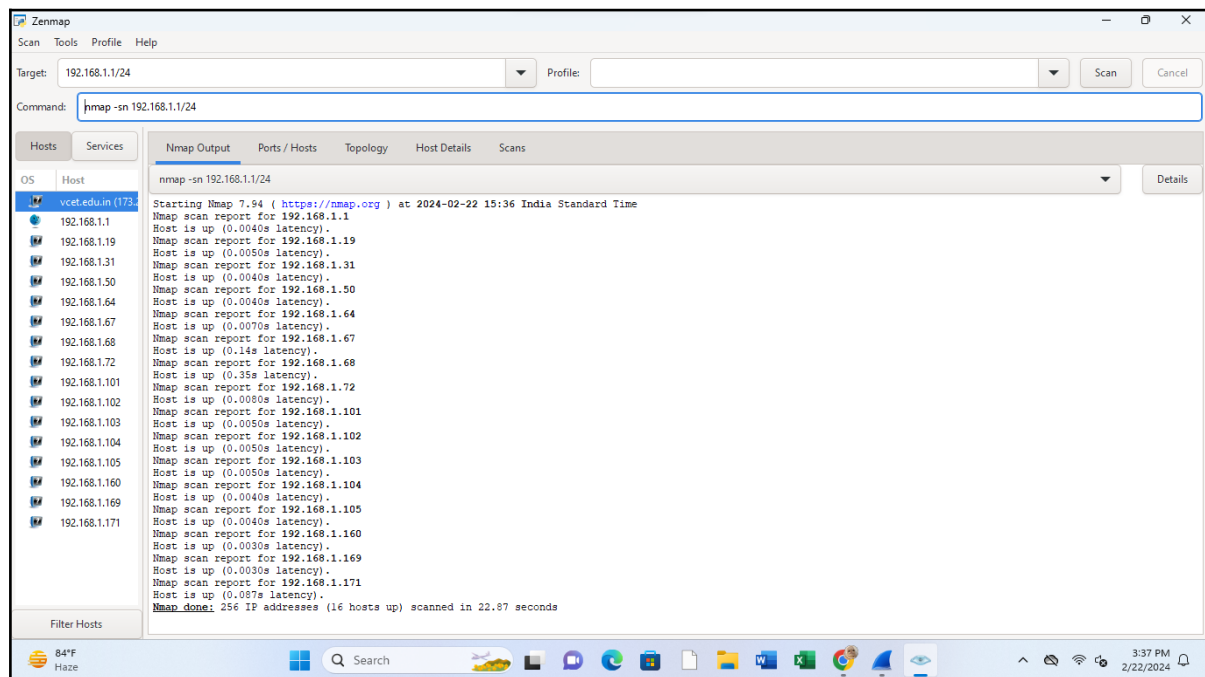 Zenmap
Scan Tools Profile Help
Target: 192.168.1.1/24 Profile: Scan Cancel
Command: nmap -sn 192.168.1.1/24
Hosts Services Nmap Output Ports / Hosts Topology Host Details Scans
OS Host
nmap -sn 192.168.1.1/24 Details
vcet.edu.in (173.2
192.168.1.1
192.168.1.19
192.168.1.31
192.168.1.50
192.168.1.64
192.168.1.67
192.168.1.68
192.168.1.72
192.168.1.101
192.168.1.102
192.168.1.103
192.168.1.104
192.168.1.105
192.168.1.160
192.168.1.169
192.168.1.171
Filter Hosts
Starting Nmap 7.94 ( https://nmap.org ) at 2024-02-22 15:36 India Standard Time
Nmap scan report for 192.168.1.1
Host is up (0.0040s latency).
Nmap scan report for 192.168.1.19
Host is up (0.0050s latency).
Nmap scan report for 192.168.1.31
Host is up (0.0040s latency).
Nmap scan report for 192.168.1.50
Host is up (0.0040s latency).
Nmap scan report for 192.168.1.64
Host is up (0.0070s latency).
Nmap scan report for 192.168.1.67
Host is up (0.14s latency).
Nmap scan report for 192.168.1.68
Host is up (0.35s latency).
Nmap scan report for 192.168.1.72
Host is up (0.0080s latency).
Nmap scan report for 192.168.1.101
Host is up (0.0050s latency).
Nmap scan report for 192.168.1.102
Host is up (0.0050s latency).
Nmap scan report for 192.168.1.103
Host is up (0.0050s latency).
Nmap scan report for 192.168.1.104
Host is up (0.0040s latency).
Nmap scan report for 192.168.1.105
Host is up (0.0040s latency).
Nmap scan report for 192.168.1.160
Host is up (0.0030s latency).
Nmap scan report for 192.168.1.169
Host is up (0.0030s latency).
Nmap scan report for 192.168.1.171
Host is up (0.087s latency).
Nmap done: 256 IP addresses (16 hosts up) scanned in 22.87 seconds
84°F
Haze
Search
3:37 PM
2/22/2024